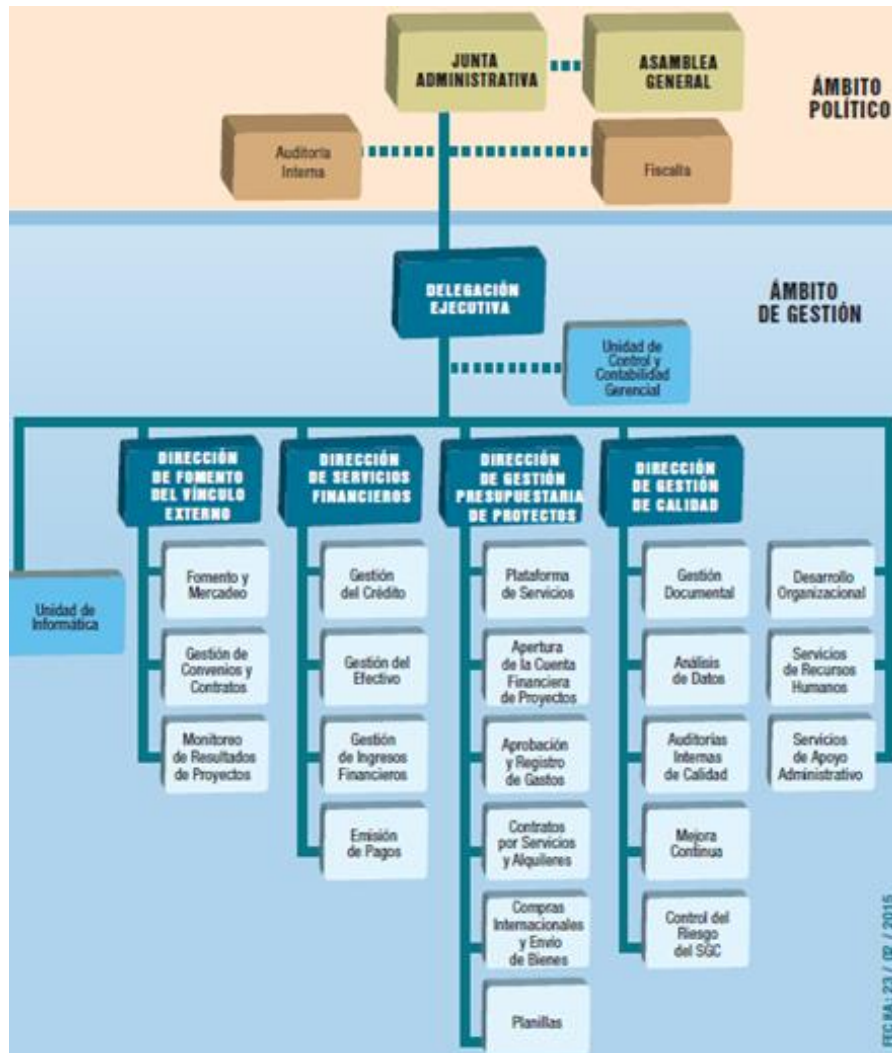 JUNTA
ADMINISTRATIVA
ASAMBLEA
GENERAL
ÁMBITO
POLÍTICO
Auditoría
Interna
Fiscalía
DELEGACIÓN
EJECUTIVA
ÁMBITO
DE GESTIÓN
Unidad de
Control y
Contabilidad
Gerencial
DIRECCIÓN
DE FOMENTO
DEL VÍNCULO
EXTERNO
DIRECCIÓN
DE SERVICIOS
FINANCIEROS
DIRECCIÓN
DE GESTIÓN
PRESUPUESTARIA
DE PROYECTOS
DIRECCIÓN
DE GESTIÓN
DE CALIDAD
Unidad de
Informática
Fomento y
Mercadeo
Gestión de
Convenios y
Contratos
Monitoreo
de Resultados
de Proyectos
Gestión
del Crédito
Gestión del
Efectivo
Gestión
de Ingresos
Financieros
Emisión
de Pagos
Plataforma
de Servicios
Apertura
de la Cuenta
Financiera
de Proyectos
Aprobación
y Registro
de Gastos
Contratos
por Servicios
y Alquileres
Compras
Internacionales
y Envío
de Bienes
Planillas
Gestión
Documental
Análisis
de Datos
Auditorías
Internas
de Calidad
Mejora
Continua
Control del
Riesgo
del SGC
Desarrollo
Organizacional
Servicios
de Recursos
Humanos
Servicios
de Apoyo
Administrativo
FECHA: 23 / 02 / 2015